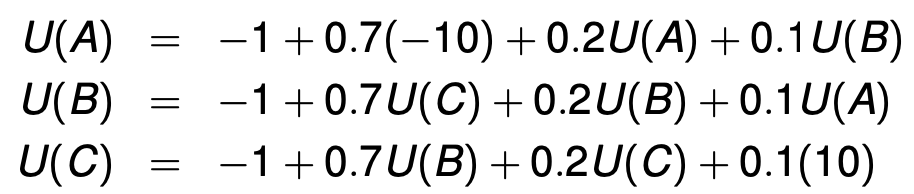 U(A) = −1 + 0.7(−10) + 0.2U(A) + 0.1U(B)
U(B) = −1 + 0.7U(C) + 0.2U(B) + 0.1U(A)
U(C) = −1 + 0.7U(B) + 0.2U(C) + 0.1(10)